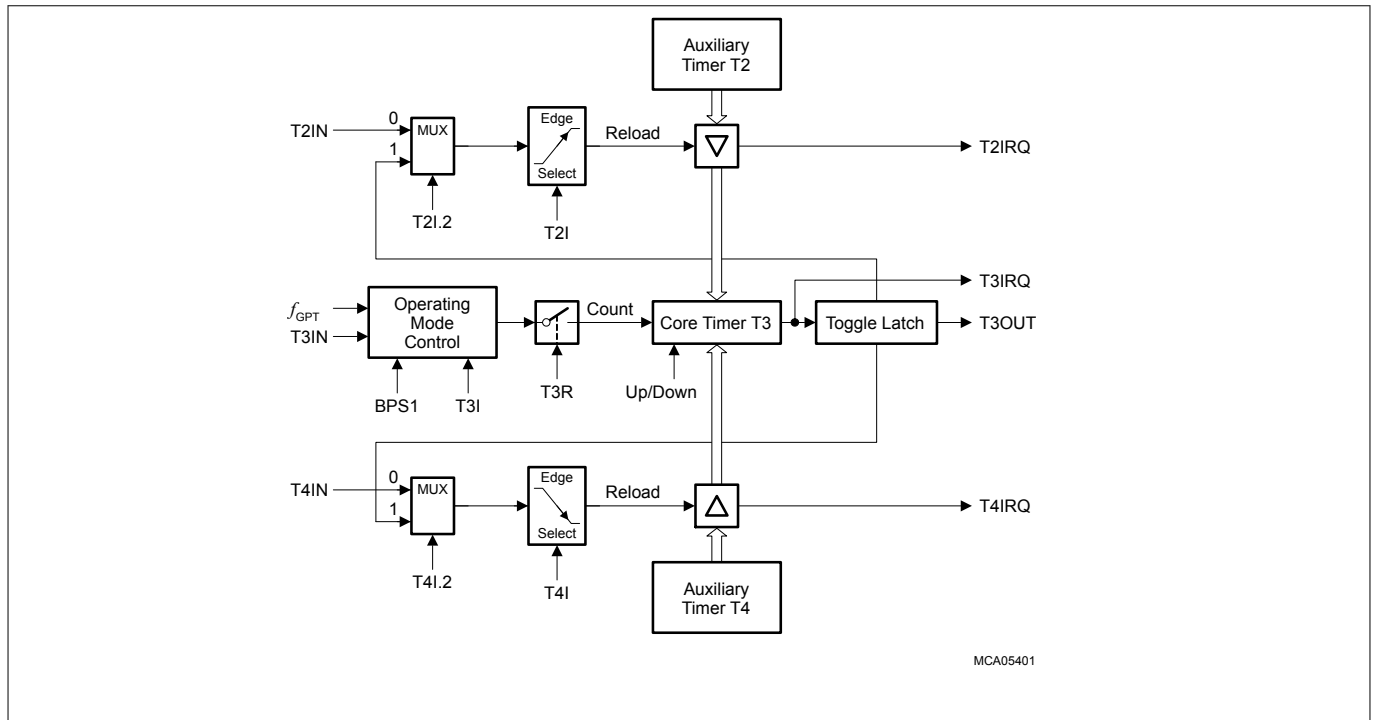 Auxiliary
Timer T2
T2IN
0
1
MUX
Edge
Select
Reload
T2IRQ
T2I.2
T2I
T3IRQ
fGPT
T3IN
Operating
Mode
Control
Count
Core Timer T3
Toggle Latch
T3OUT
BPS1
T3I
T3R
Up/Down
T4IN
0
1
MUX
Edge
Select
Reload
T4IRQ
T4I.2
T4I
Auxiliary
Timer T4
MCA05401